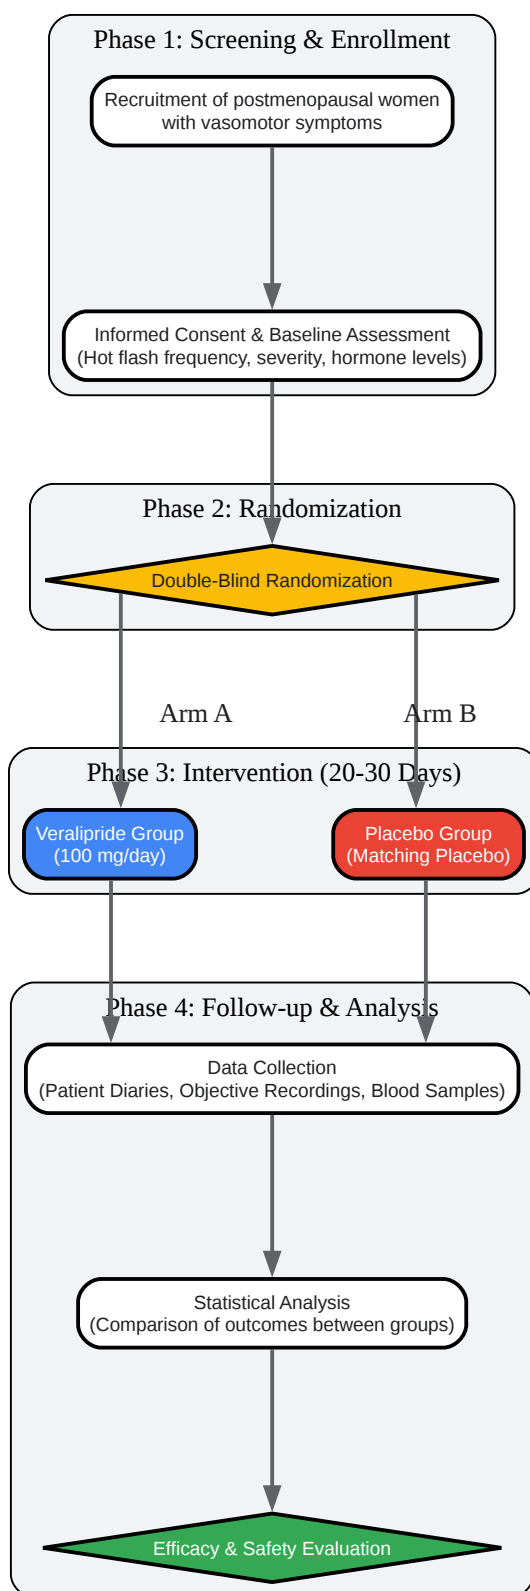 Phase 1: Screening & Enrollment
Recruitment of postmenopausal women
with vasomotor symptoms
Informed Consent & Baseline Assessment
(Hot flash frequency, severity, hormone levels)
Phase 2: Randomization
Double-Blind Randomization
Arm A
Arm B
Phase 3: Intervention (20-30 Days)
Veralipride Group
(100 mg/day)
Placebo Group
(Matching Placebo)
Phase 4: Follow-up & Analysis
Data Collection
(Patient Diaries, Objective Recordings, Blood Samples)
Statistical Analysis
(Comparison of outcomes between groups)
Efficacy & Safety Evaluation